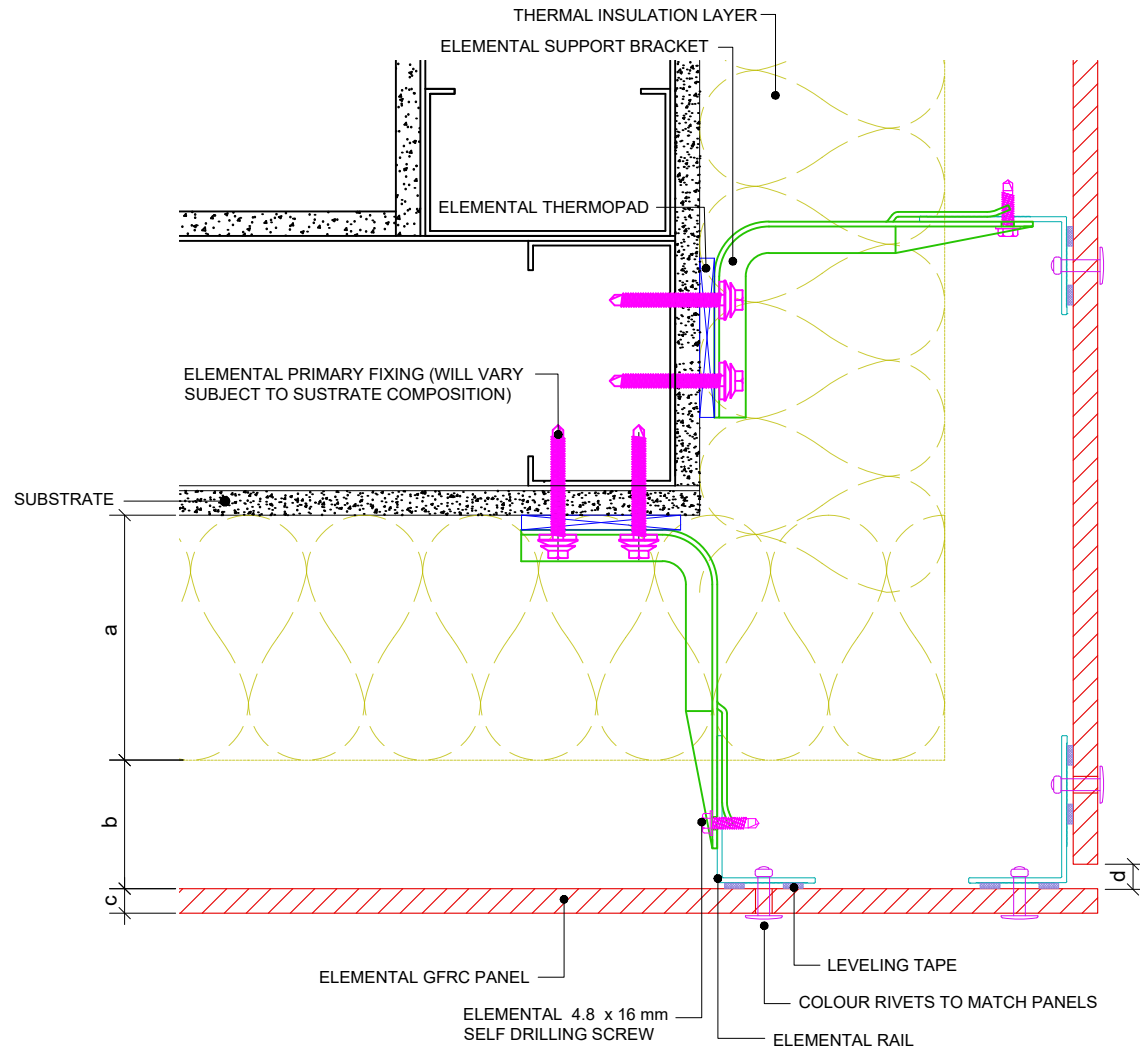 THERMAL INSULATION LAYER
ELEMENTAL SUPPORT BRACKET
ELEMENTAL THERMOPAD
ELEMENTAL PRIMARY FIXING (WILL VARY
SUBJECT TO SUSTRATE COMPOSITION)
SUBSTRATE
a
b
c
d
ELEMENTAL GFRC PANEL
LEVELING TAPE
COLOUR RIVETS TO MATCH PANELS
ELEMENTAL 4.8 x 16 mm
SELF DRILLING SCREW
ELEMENTAL RAIL